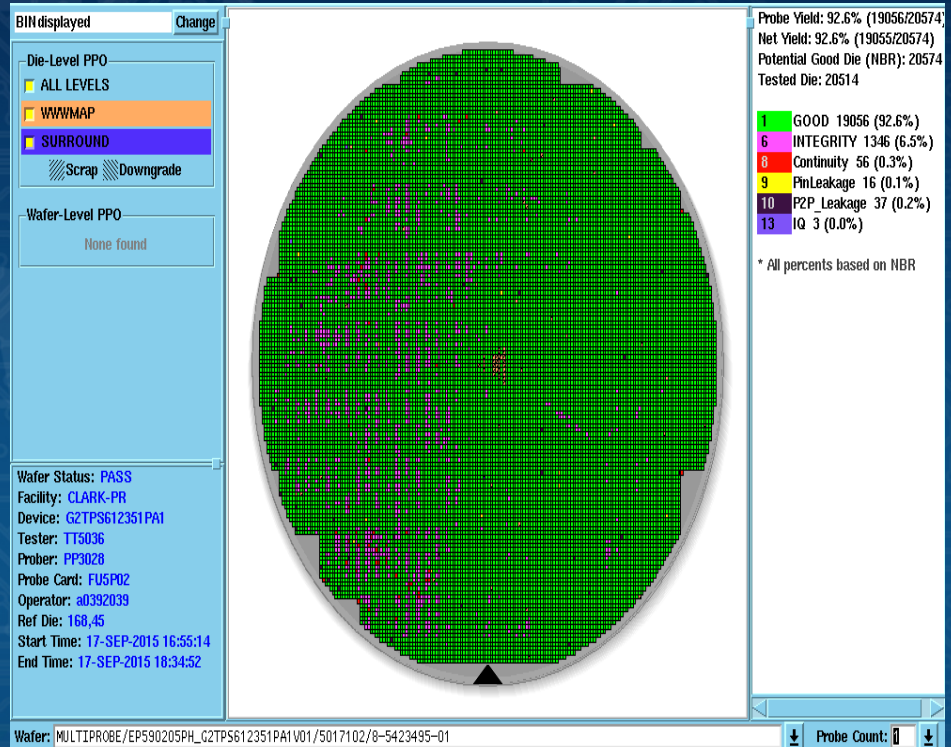 BIN displayed
Change
Die-Level PPO
ALL LEVELS
WWWMAP
SURROUND
Scrap Downgrade
Wafer-Level PPO
None found
Wafer Status: PASS
Facility: CLARK-PR
Device: G2TPS612351PA1
Tester: TT5036
Prober: PP3028
Probe Card: FU5P02
Operator: a0392039
Ref Die: 168,45
Start Time: 17-SEP-2015 16:55:14
End Time: 17-SEP-2015 18:34:52
Probe Yield: 92.6% (19056/20574)
Net Yield: 92.6% (19055/20574)
Potential Good Die (NBR): 20574
Tested Die: 20514
1 GOOD 19056 (92.6%)
6 INTEGRITY 1346 (6.5%)
8 Continuity 56 (0.3%)
9 PinLeakage 16 (0.1%)
10 P2P_Leakage 37 (0.2%)
13 IQ 3 (0.0%)
* All percents based on NBR
Wafer: MULTIPROBE/EP590205PH_G2TPS612351PA1V01/5017102/8-5423495-01
Probe Count: 1